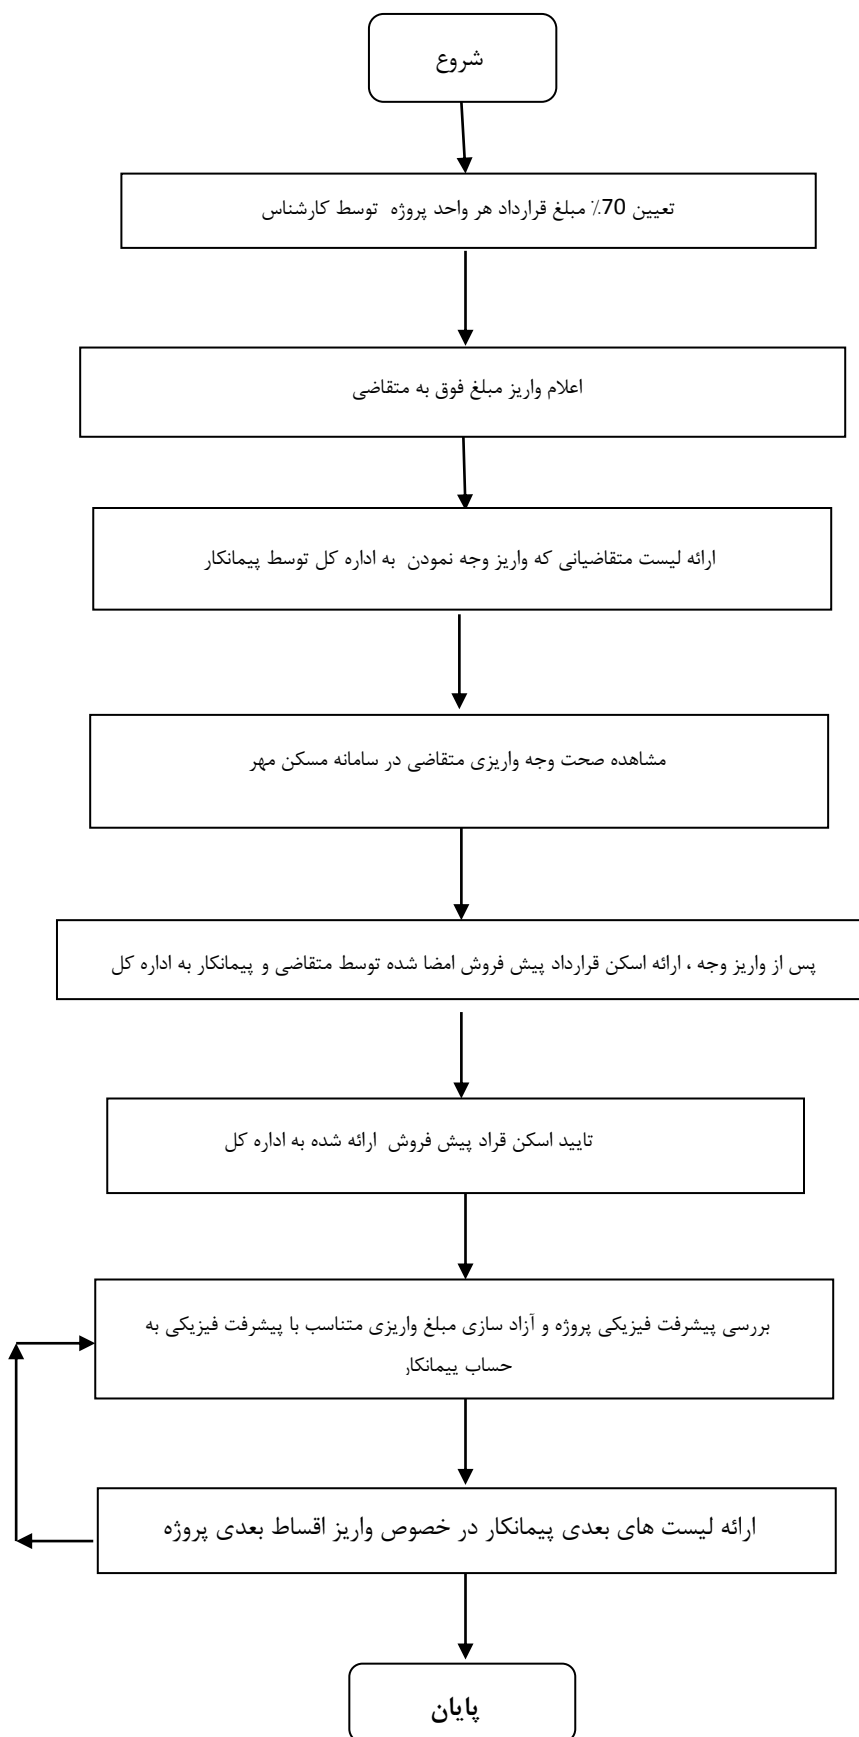 شروع
تعیین 70٪ مبلغ قرارداد هر واحد پروژه توسط کارشناس
اعلام واریز مبلغ فوق به متقاضی
ارائه لیست متقاضیانی که واریز وجه نمودن به اداره کل توسط پیمانکار
مشاهده صحت وجه واریزی متقاضی در سامانه مسکن مهر
پس از واریز وجه ، ارائه اسکن قرارداد پیش فروش امضا شده توسط متقاضی و پیمانکار به اداره کل
تایید اسکن قراد پیش فروش ارائه شده به اداره کل
بررسی پیشرفت فیزیکی پروژه و آزاد سازی مبلغ واریزی متناسب با پیشرفت فیزیکی به
حساب پیمانکار
ارائه لیست های بعدی پیمانکار در خصوص واریز اقساط بعدی پروژه
پایان